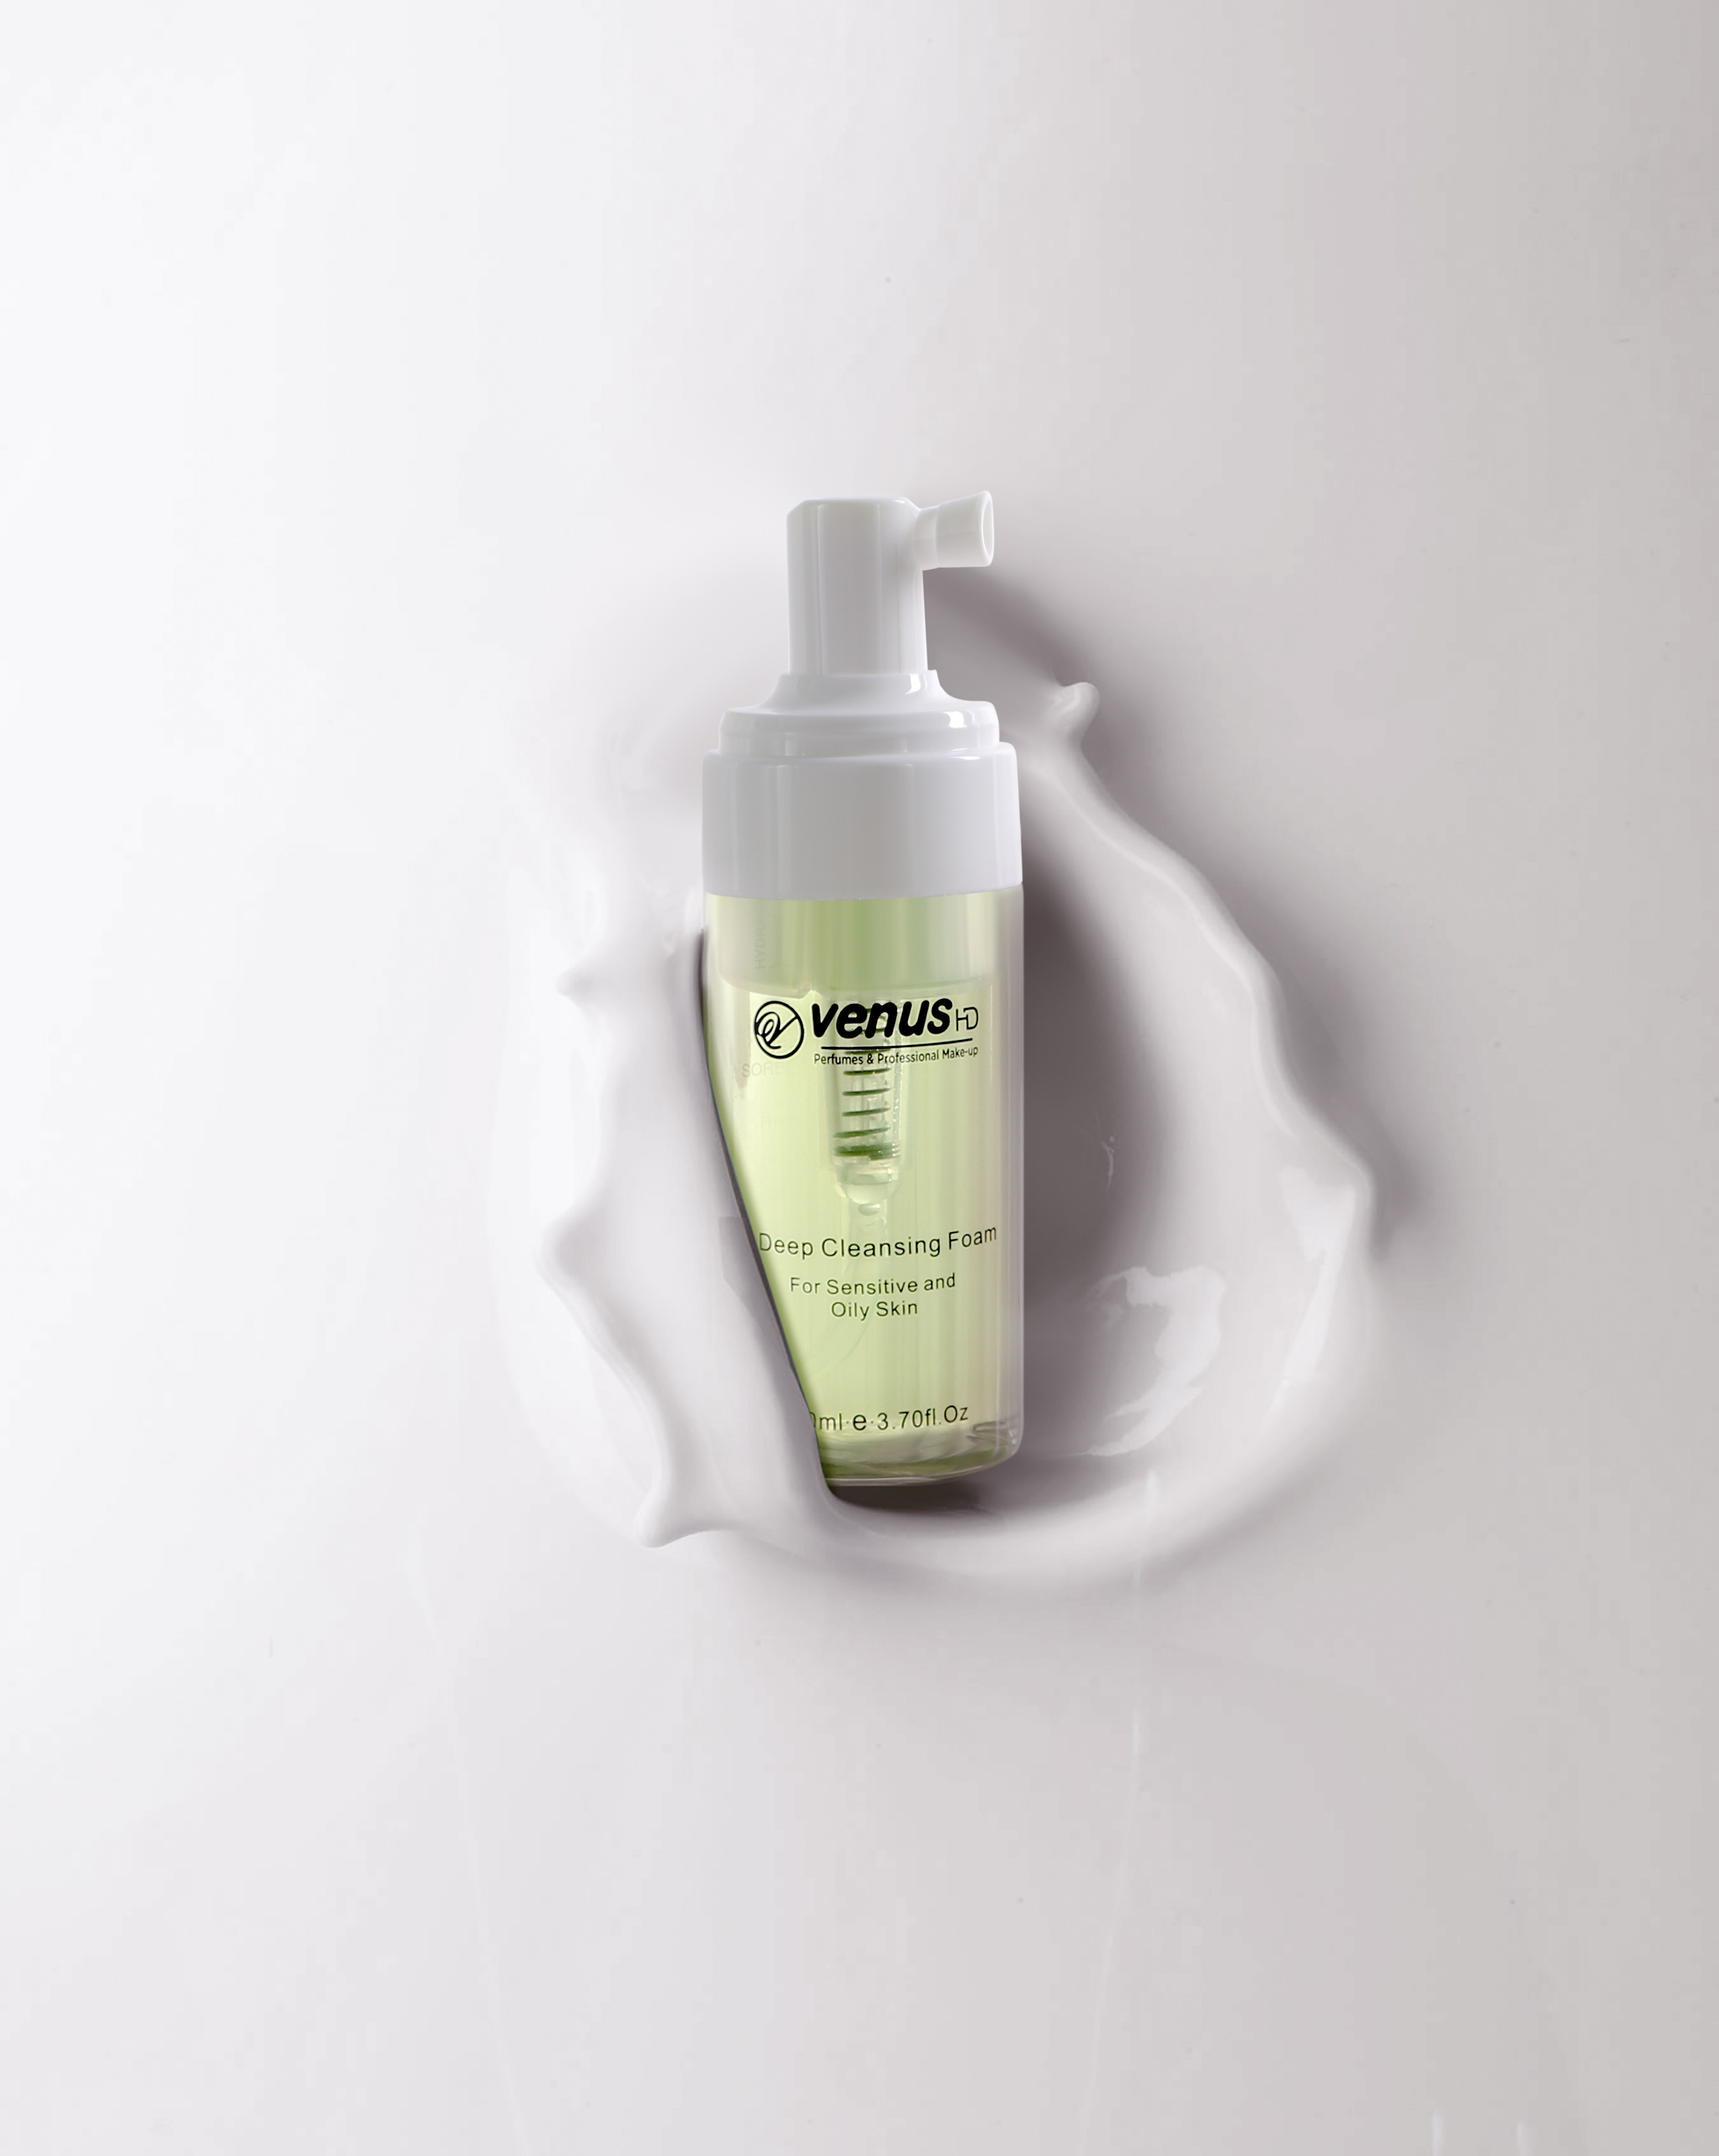 venus HD
Perfumes & Professional Make-up
Deep Cleansing Foam
For Sensitive and
Oily Skin
ml e 3.70fl.Oz